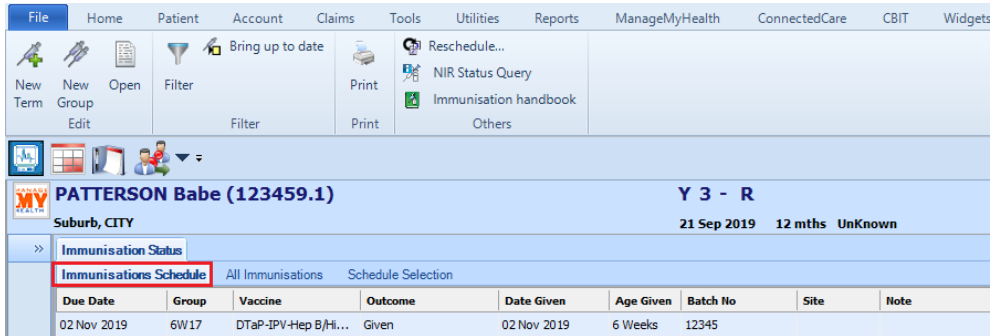 File Home Patient Account Claims Tools Utilities Reports ManageMyHealth ConnectedCare CBIT Widgets
Bring up to date Reschedule...
New New Open Filter Print NIR Status Query
Term Group Immunisation handbook
Edit Filter Print Others
MANAGE MY HEALTH
PATTERSON Babe (123459.1) Y 3 - R
Suburb, CITY 21 Sep 2019 12 mths UnKnown
» Immunisation Status
Immunisations Schedule All Immunisations Schedule Selection
Due Date Group Vaccine Outcome Date Given Age Given Batch No Site Note
02 Nov 2019 6W17 DTaP-IPV-Hep B/Hi... Given 02 Nov 2019 6 Weeks 12345